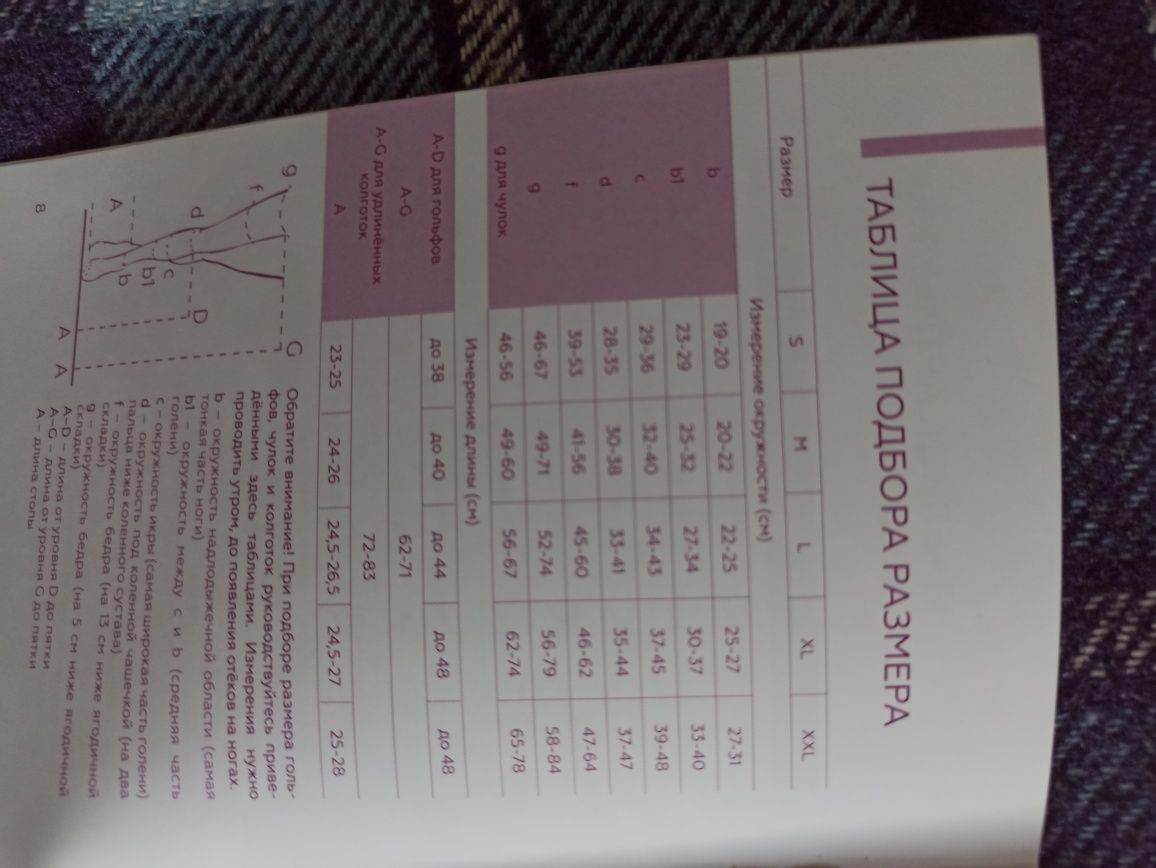 ТАБЛИЦА ПОДБОРА РАЗМЕРА
Размер S M L XL XXL
Измерение окружности (см)
b 19-20 20-22 22-25 25-27 27-31
b1 23-29 25-32 27-34 30-37 33-40
c 29-36 32-40 34-43 37-45 39-48
d 28-35 30-38 33-41 35-44 37-47
f 39-53 41-56 45-60 46-62 47-64
g 46-67 49-71 52-74 56-79 58-84
g для чулок 46-56 49-60 56-67 62-74 65-78
Измерение длины (см)
A-D для гольфов до 38 до 40 до 44 до 48 до 48
A-G 62-71
A-G для удлинённых
колготок 72-83
A 23-25 24-26 24,5-26,5 24,5-27 25-28
g
f
d
A
G
D
c
b1
b
A
A
Обратите внимание! При подборе размера голь-
фов, чулок и колготок руководствуйтесь приве-
дёнными здесь таблицами. Измерения нужно
проводить утром, до появления отёков на ногах.
b – окружность надлодыжечной области (самая
тонкая часть ноги)
b1 – окружность между c и b (средняя часть
голени)
c – окружность икры (самая широкая часть голени)
d – окружность под коленной чашечкой (на два
пальца ниже коленного сустава)
f – окружность бедра (на 13 см ниже ягодичной
складки)
g – окружность бедра (на 5 см ниже ягодичной
складки)
A-D – длина от уровня D до пятки
A-G – длина от уровня G до пятки
A – длина стопы
8